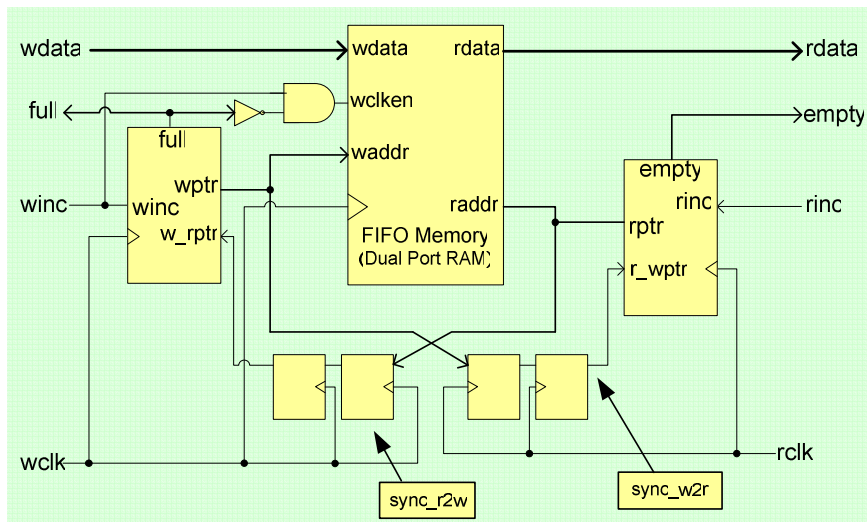 wdata
wdata
rdata
rdata
wclken
full
full
empty
waddr
wptr
empty
winc
winc
raddr
rinc
rinc
rptr
w_rptr
FIFO Memory
(Dual Port RAM)
r_wptr
wclk
rclk
sync_r2w
sync_w2r